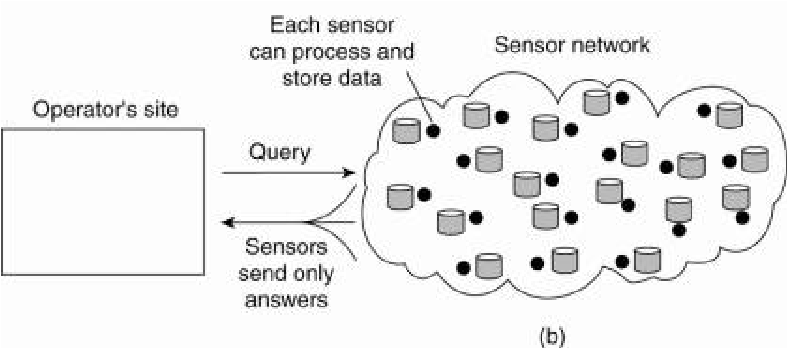 Each sensor
can process and
store data
Sensor network
Operator's site
Query
Sensors
send only
answers
(b)